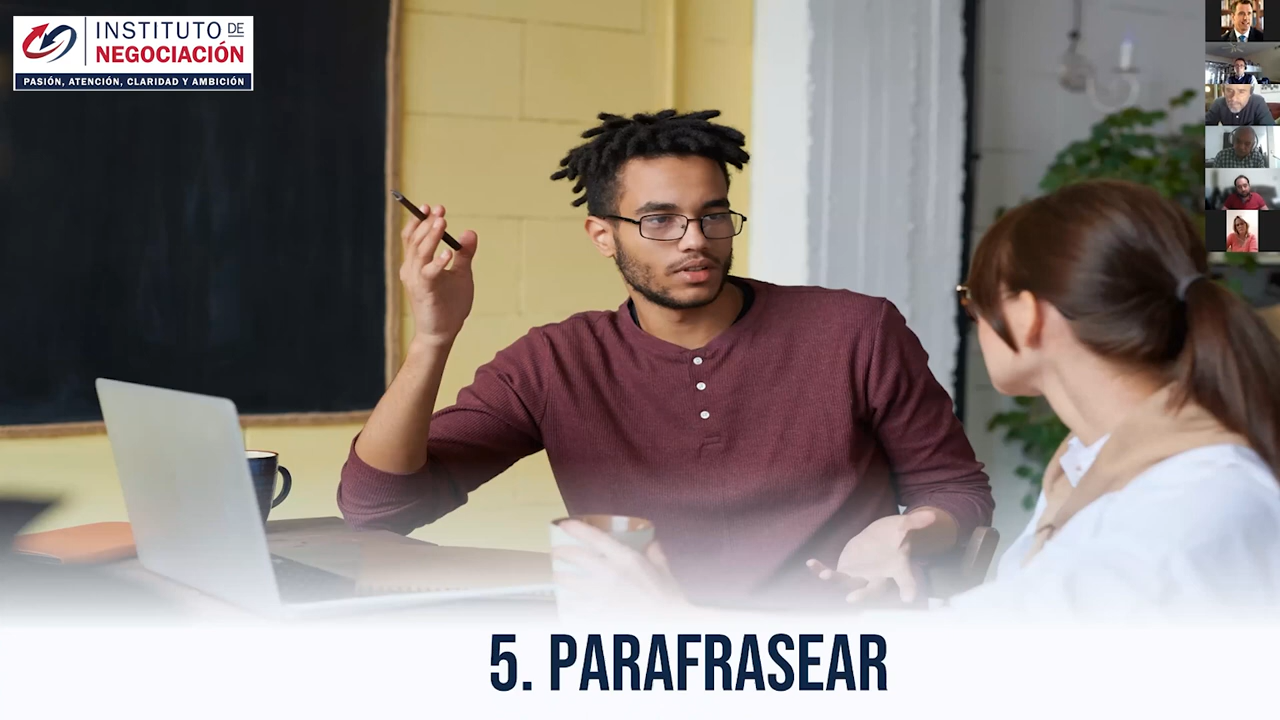 INSTITUTO DE
NEGOCIACIÓN
PASIÓN, ATENCIÓN, CLARIDAD Y AMBICIÓN
5. PARAFRASEAR